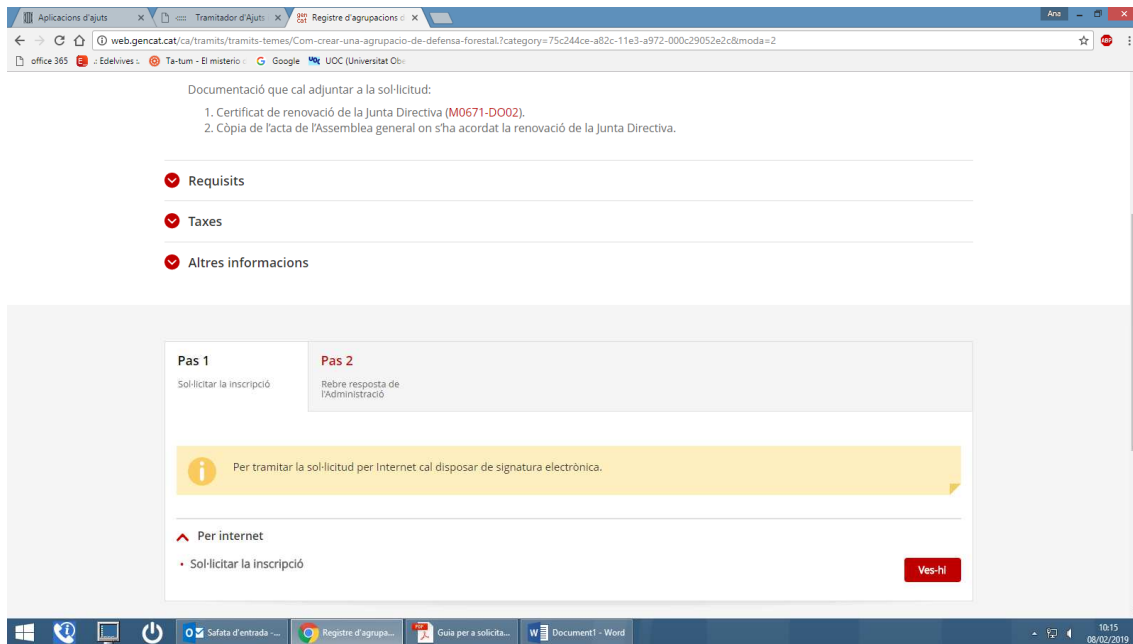 Aplicacions d'ajuts
Tramitador d'Ajuts
gen cat Registre d'agrupacions d
Ana
web.gencat.cat/ca/tramits/tramits-temes/Com-crear-una-agrupacio-de-defensa-forestal.?category=75c244ce-a82c-11e3-a972-000c29052e2c&moda=2
ABP
office 365
.: Edelvives :.
Ta-tum - El misterio
Google
UOC (Universitat Obe
Documentació que cal adjuntar a la sol·licitud:
1. Certificat de renovació de la Junta Directiva (M0671-DO02).
2. Còpia de l'acta de l'Assemblea general on s'ha acordat la renovació de la Junta Directiva.
Requisits
Taxes
Altres informacions
Pas 1
Sol·licitar la inscripció
Pas 2
Rebre resposta de
l'Administració
Per tramitar la sol·licitud per Internet cal disposar de signatura electrònica.
Per internet
• Sol·licitar la inscripció
Ves-hi
Safata d'entrada -...
Registre d'agrupa...
Guia per a solicita...
Document1 - Word
10:15
08/02/2019